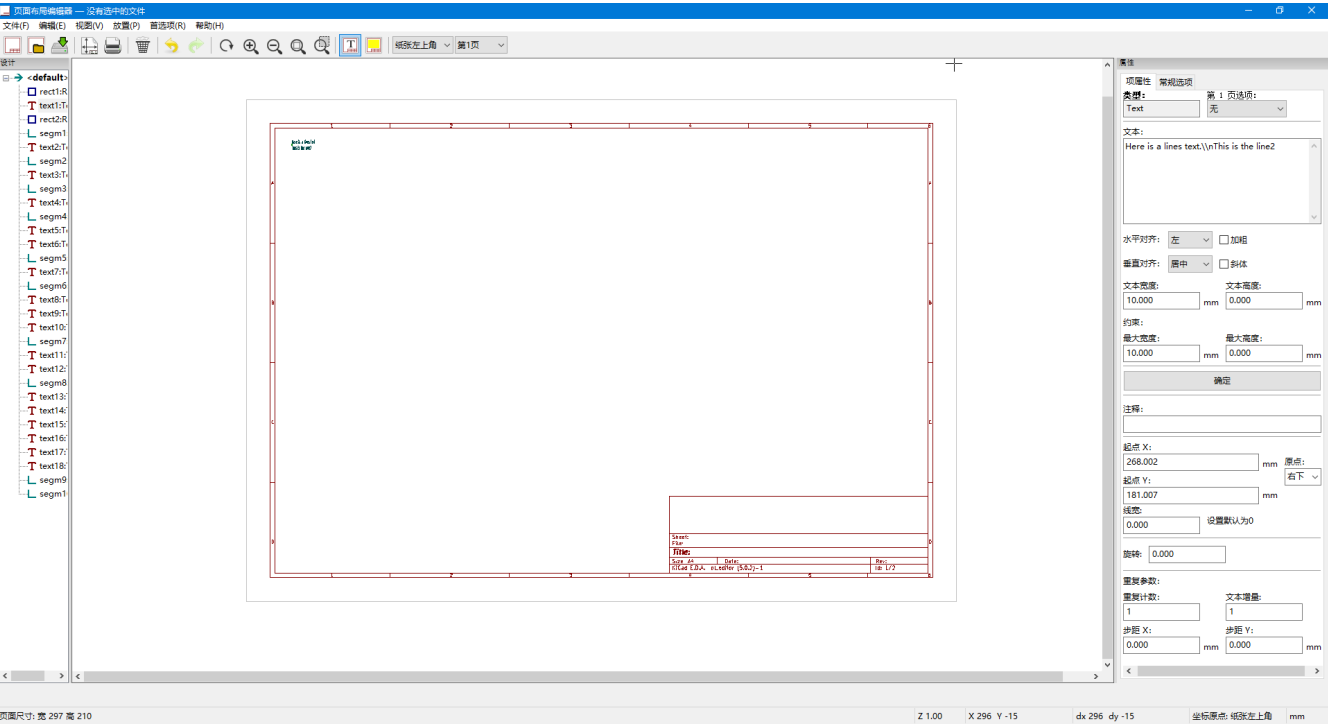 页面布局编辑器 — 没有选中的文件
文件(F) 编辑(E) 视图(V) 放置(P) 首选项(R) 帮助(H)
纸张左上角 第1页
设计
<default>
rect1:R
text1:T
rect2:R
segm1
text2:T
segm2
text3:T
segm3
text4:T
segm4
text5:T
text6:T
segm5
text7:T
segm6
text8:T
text9:T
text10:
segm7
text11:
text12:
segm8
text13:
text14:
text15:
text16:
text17:
text18:
segm9
segm1
Sheet:
File:
Title:
Size: A4 Date: Rev:
KiCad E.D.A. pl_editor (5.0.2)-1 Id: 1/2
属性
项属性 常规选项
类型: 第 1 页选项:
Text 无
文本:
Here is a lines text.\\nThis is the line2
水平对齐: 左 加粗
垂直对齐: 居中 斜体
文本宽度: 文本高度:
10.000 mm 0.000 mm
约束:
最大宽度: 最大高度:
10.000 mm 0.000 mm
确定
注释:
起点 X:
268.002 mm 原点:
右下
起点 Y:
181.007 mm
线宽:
0.000 设置默认为0
旋转: 0.000
重复参数:
重复计数: 文本增量:
1 1
步距 X: 步距 Y:
0.000 mm 0.000 mm
页面尺寸: 宽 297 高 210 Z 1.00 X 296 Y -15 dx 296 dy -15 坐标原点: 纸张左上角 mm